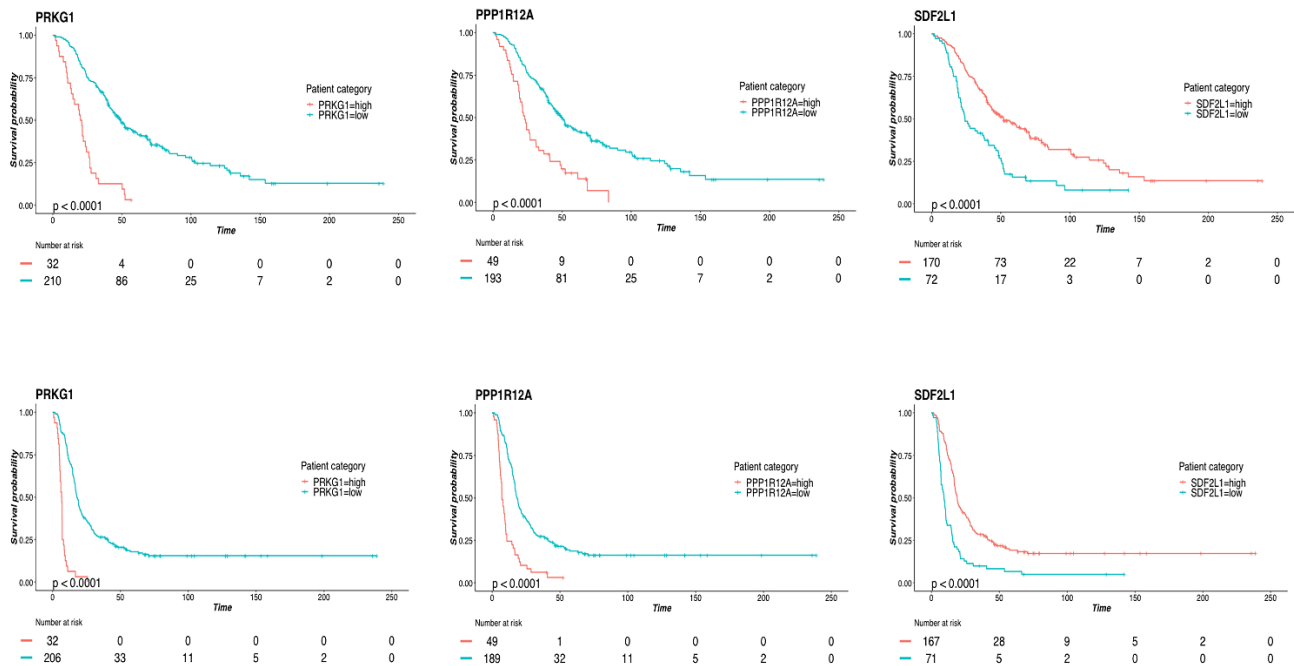 PRKG1
Survival probability
1.00
0.75
0.50
0.25
0.00
Patient category
PRKG1=high
PRKG1=low
p < 0.0001
0 50 100 150 200 250
Time
Number at risk
32 4 0 0 0 0
210 86 25 7 2 0
PPP1R12A
Survival probability
1.00
0.75
0.50
0.25
0.00
Patient category
PPP1R12A=high
PPP1R12A=low
p < 0.0001
0 50 100 150 200 250
Time
Number at risk
49 9 0 0 0 0
193 81 25 7 2 0
SDF2L1
Survival probability
1.00
0.75
0.50
0.25
0.00
Patient category
SDF2L1=high
SDF2L1=low
p < 0.0001
0 50 100 150 200 250
Time
Number at risk
170 73 22 7 2 0
72 17 3 0 0 0
PRKG1
Survival probability
1.00
0.75
0.50
0.25
0.00
Patient category
PRKG1=high
PRKG1=low
p < 0.0001
0 50 100 150 200 250
Time
Number at risk
32 0 0 0 0 0
206 33 11 5 2 0
PPP1R12A
Survival probability
1.00
0.75
0.50
0.25
0.00
Patient category
PPP1R12A=high
PPP1R12A=low
p < 0.0001
0 50 100 150 200 250
Time
Number at risk
49 1 0 0 0 0
189 32 11 5 2 0
SDF2L1
Survival probability
1.00
0.75
0.50
0.25
0.00
Patient category
SDF2L1=high
SDF2L1=low
p < 0.0001
0 50 100 150 200 250
Time
Number at risk
167 28 9 5 2 0
71 5 2 0 0 0